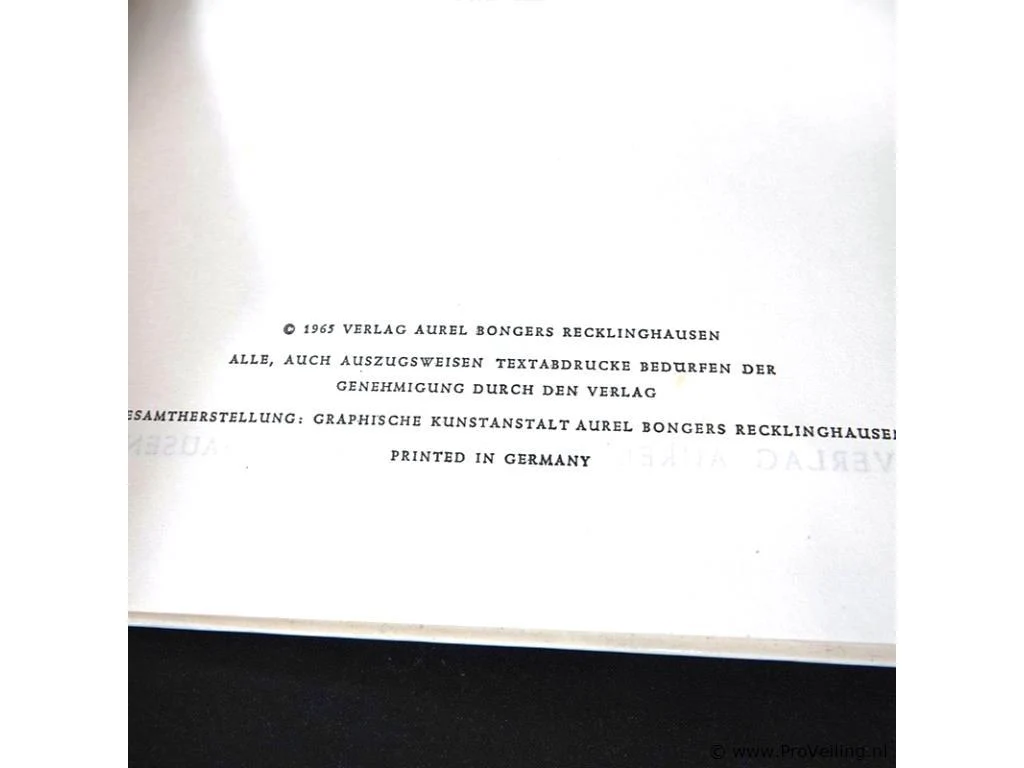 © 1965 VERLAG AUREL BONGERS RECKLINGHAUSEN
ALLE, AUCH AUSZUGSWEISEN TEXTABDRUCKE BEDÜRFEN DER
GENEHMIGUNG DURCH DEN VERLAG
ESAMTHERSTELLUNG: GRAPHISCHE KUNSTANSTALT AUREL BONGERS RECKLINGHAUSEN
PRINTED IN GERMANY
© www.ProVeiling.nl